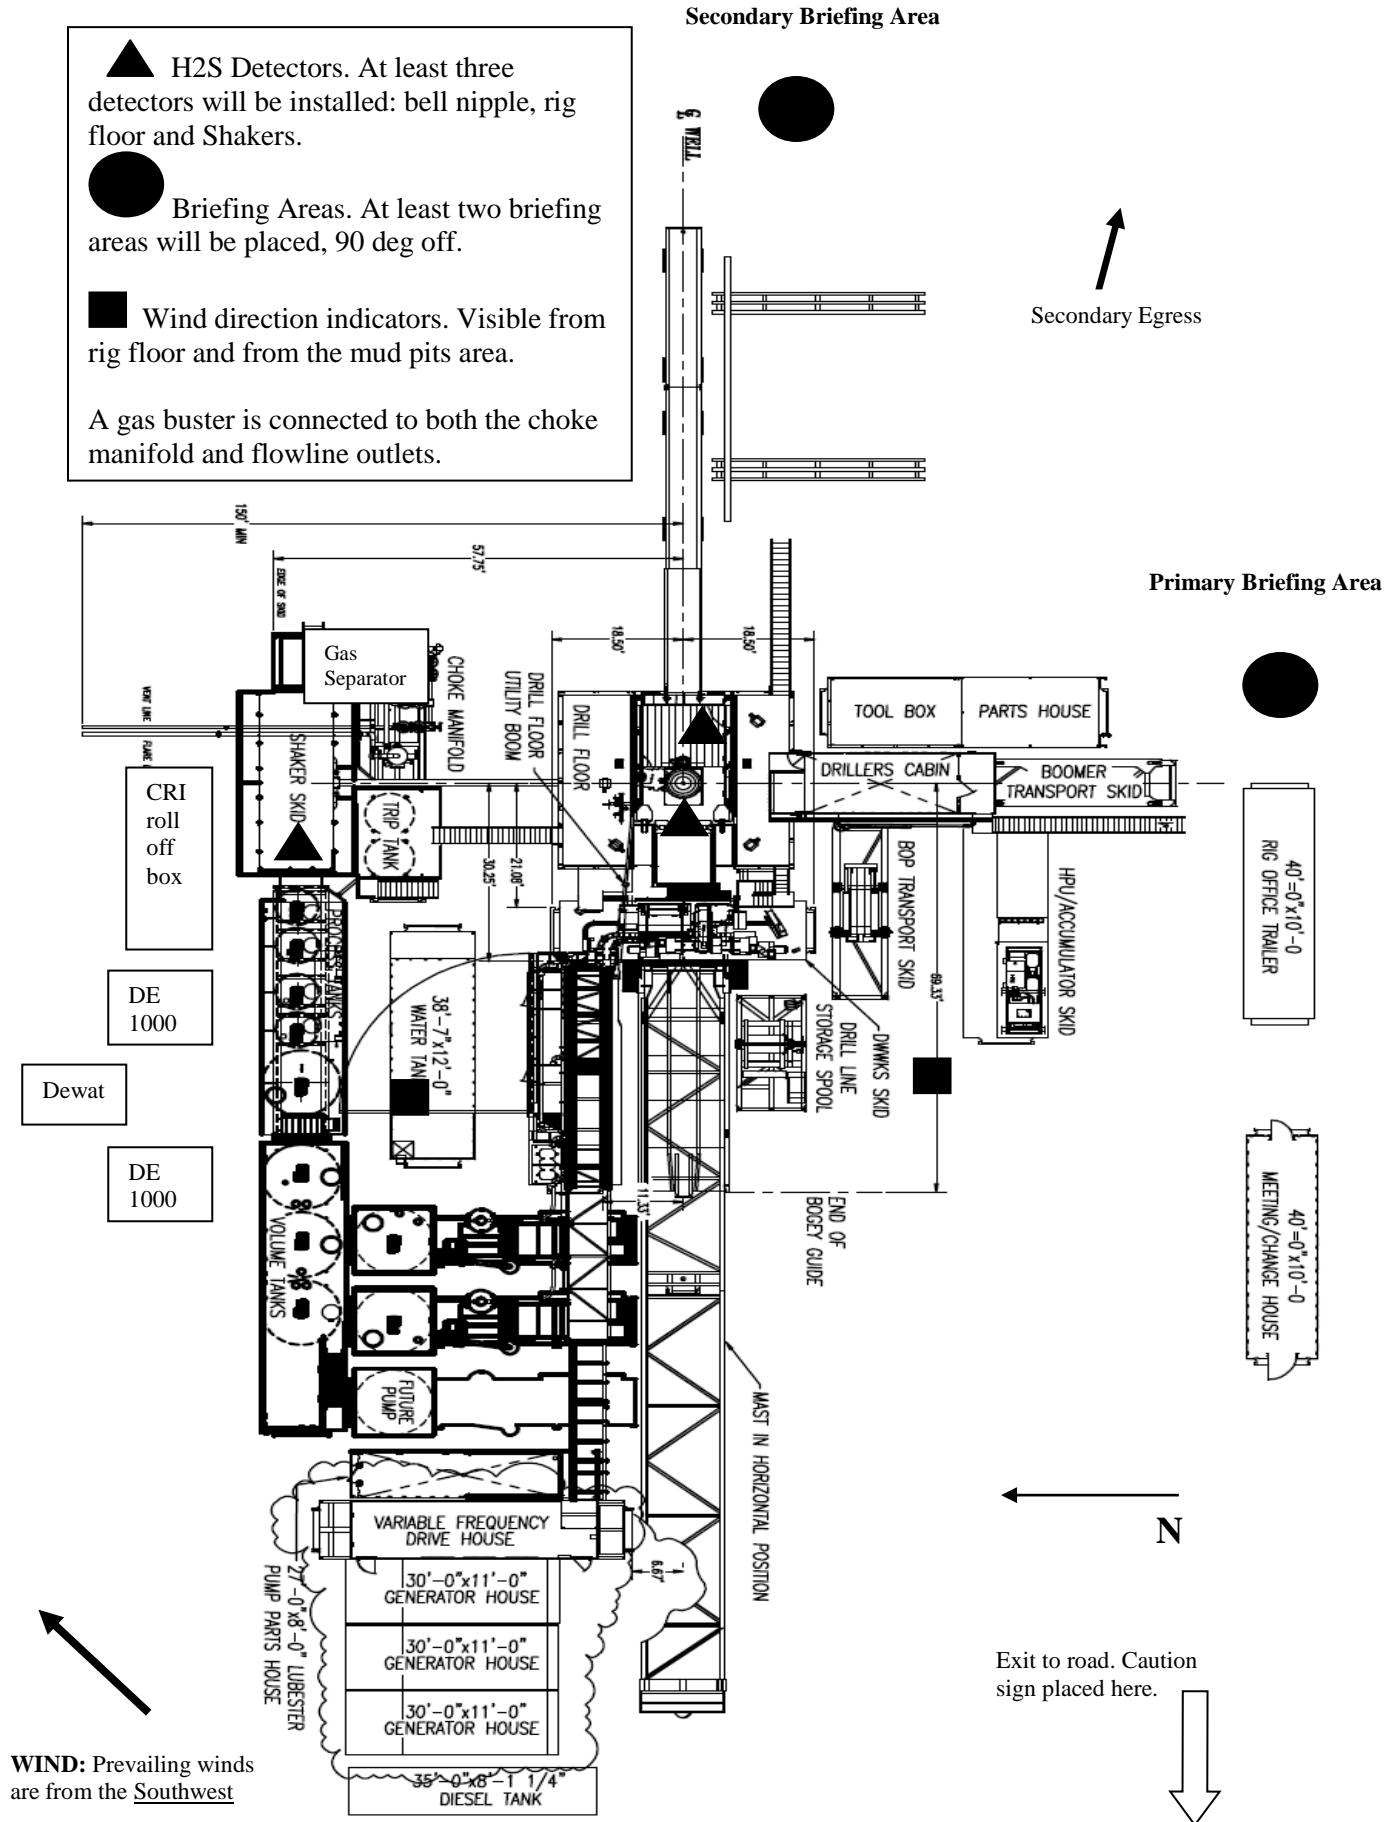 Secondary Briefing Area
H2S Detectors. At least three
detectors will be installed: bell nipple, rig
floor and Shakers.
Briefing Areas. At least two briefing
areas will be placed, 90 deg off.
Wind direction indicators. Visible from
rig floor and from the mud pits area.
A gas buster is connected to both the choke
manifold and flowline outlets.
℄ WELL
Secondary Egress
150' MIN
57.75'
EDGE OF SKID
Primary Briefing Area
18.50'
18.50'
Gas
Separator
CHOKE MANIFOLD
DRILL FLOOR
UTILITY BOOM
DRILL FLOOR
TOOL BOX
PARTS HOUSE
VENT LINE
SHAKER SKID
DRILLERS CABIN
BOOMER
TRANSPORT SKID
CRI
roll
off
box
TRIP TANK
30.25'
21.08'
BOP TRANSPORT SKID
HPU/ACCUMULATOR SKID
40'=0"x10'-0
RIG OFFICE TRAILER
PROCESS TANKS
DE
1000
38'-7"x12'-0"
WATER TAN
69.33'
DWWKS SKID
DRILL LINE
STORAGE SPOOL
Dewat
DE
1000
VOLUME TANKS
11.33'
END OF
BOGEY GUIDE
40'=0"x10'-0
MEETING/CHANGE HOUSE
FUTURE
PUMP
MAST IN HORIZONTAL POSITION
N
VARIABLE FREQUENCY
DRIVE HOUSE
6.67'
27'-0"x8'-0" LUBESTER
PUMP PARTS HOUSE
30'-0"x11'-0"
GENERATOR HOUSE
30'-0"x11'-0"
GENERATOR HOUSE
30'-0"x11'-0"
GENERATOR HOUSE
35'-0"x8'-1 1/4"
DIESEL TANK
Exit to road. Caution
sign placed here.
WIND: Prevailing winds
are from the Southwest